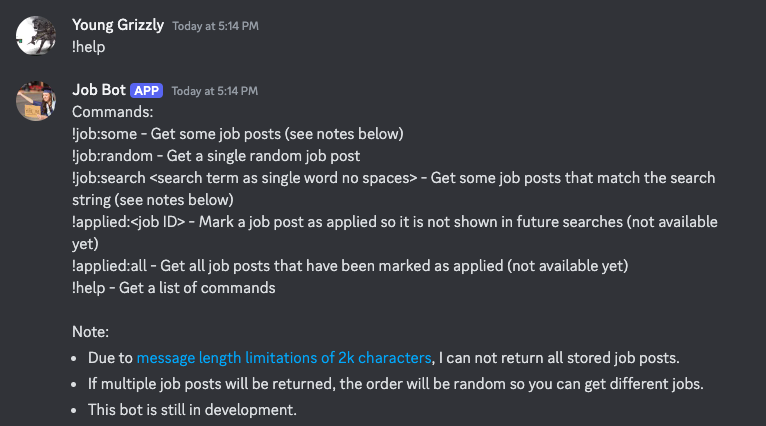 Young Grizzly Today at 5:14 PM
!help
Job Bot APP Today at 5:14 PM
Commands:
!job:some - Get some job posts (see notes below)
!job:random - Get a single random job post
!job:search <search term as single word no spaces> - Get some job posts that match the search
string (see notes below)
!applied:<job ID> - Mark a job post as applied so it is not shown in future searches (not available
yet)
!applied:all - Get all job posts that have been marked as applied (not available yet)
!help - Get a list of commands
Note:
• Due to message length limitations of 2k characters, I can not return all stored job posts.
• If multiple job posts will be returned, the order will be random so you can get different jobs.
• This bot is still in development.